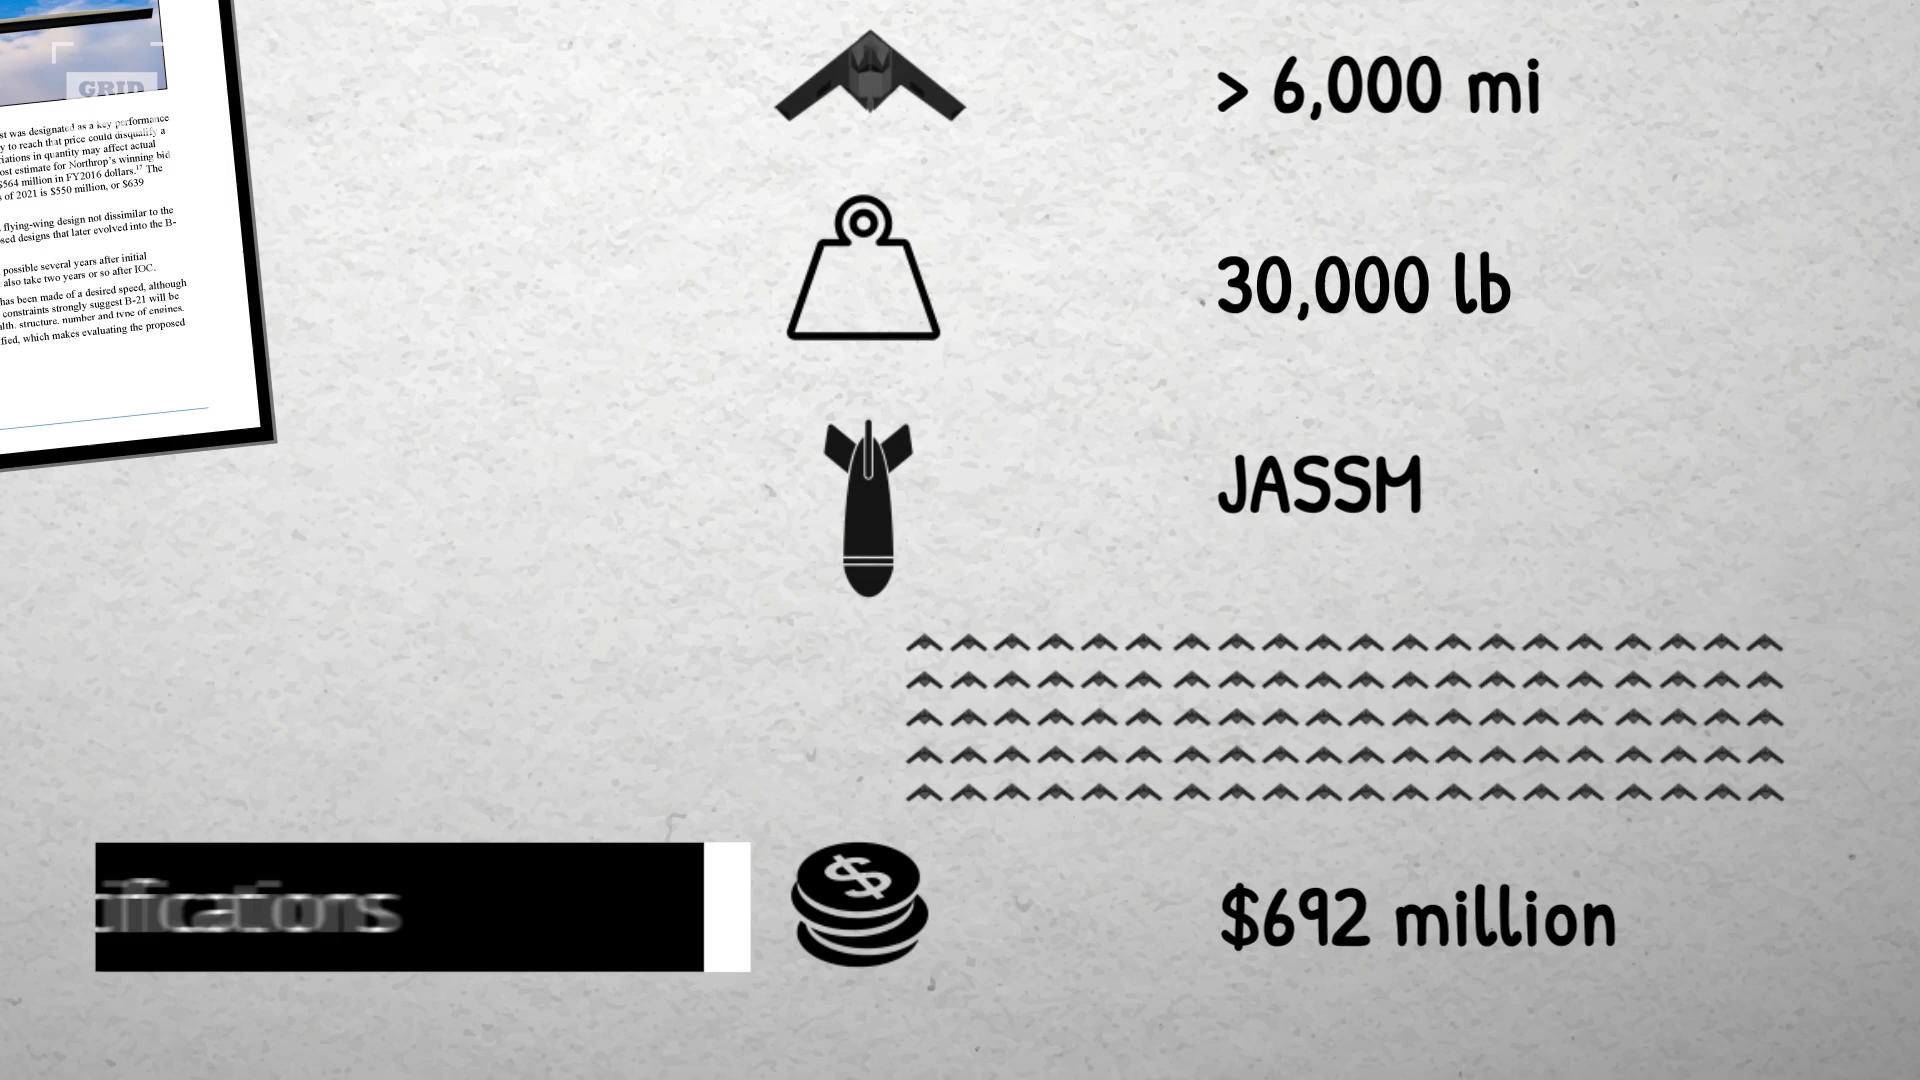 GRID
st was designated as a key performance
y to reach that price could disqualify a
iations in quantity may affect actual
ost estimate for Northrop's winning bid
$564 million in FY2016 dollars.17 The
s of 2021 is $550 million, or $639
flying-wing design not dissimilar to the
sed designs that later evolved into the B-
possible several years after initial
also take two years or so after IOC.
has been made of a desired speed, although
constraints strongly suggest B-21 will be
lth, structure, number and type of engines.
fied, which makes evaluating the proposed
> 6,000 mi
30,000 lb
JASSM
ifications
$692 million